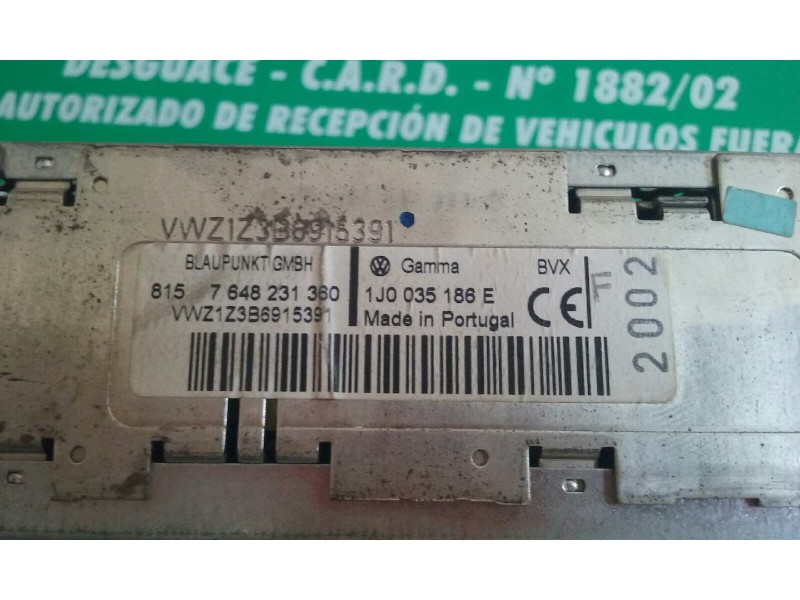 DESGUACE - C.A.R.D. - Nº 1882/02
AUTORIZADO DE RECEPCIÓN DE VEHICULOS FUERA
VWZ1Z3B6915391
BLAUPUNKT GMBH
Gamma
BVX
815 7 648 231 360
1J0 035 186 E
VWZ1Z3B6915391
Made in Portugal
CE
F
2002